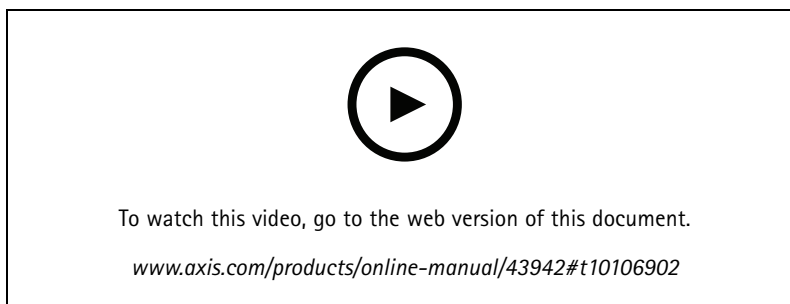 To watch this video, go to the web version of this document.
www.axis.com/products/online-manual/43942#t10106902